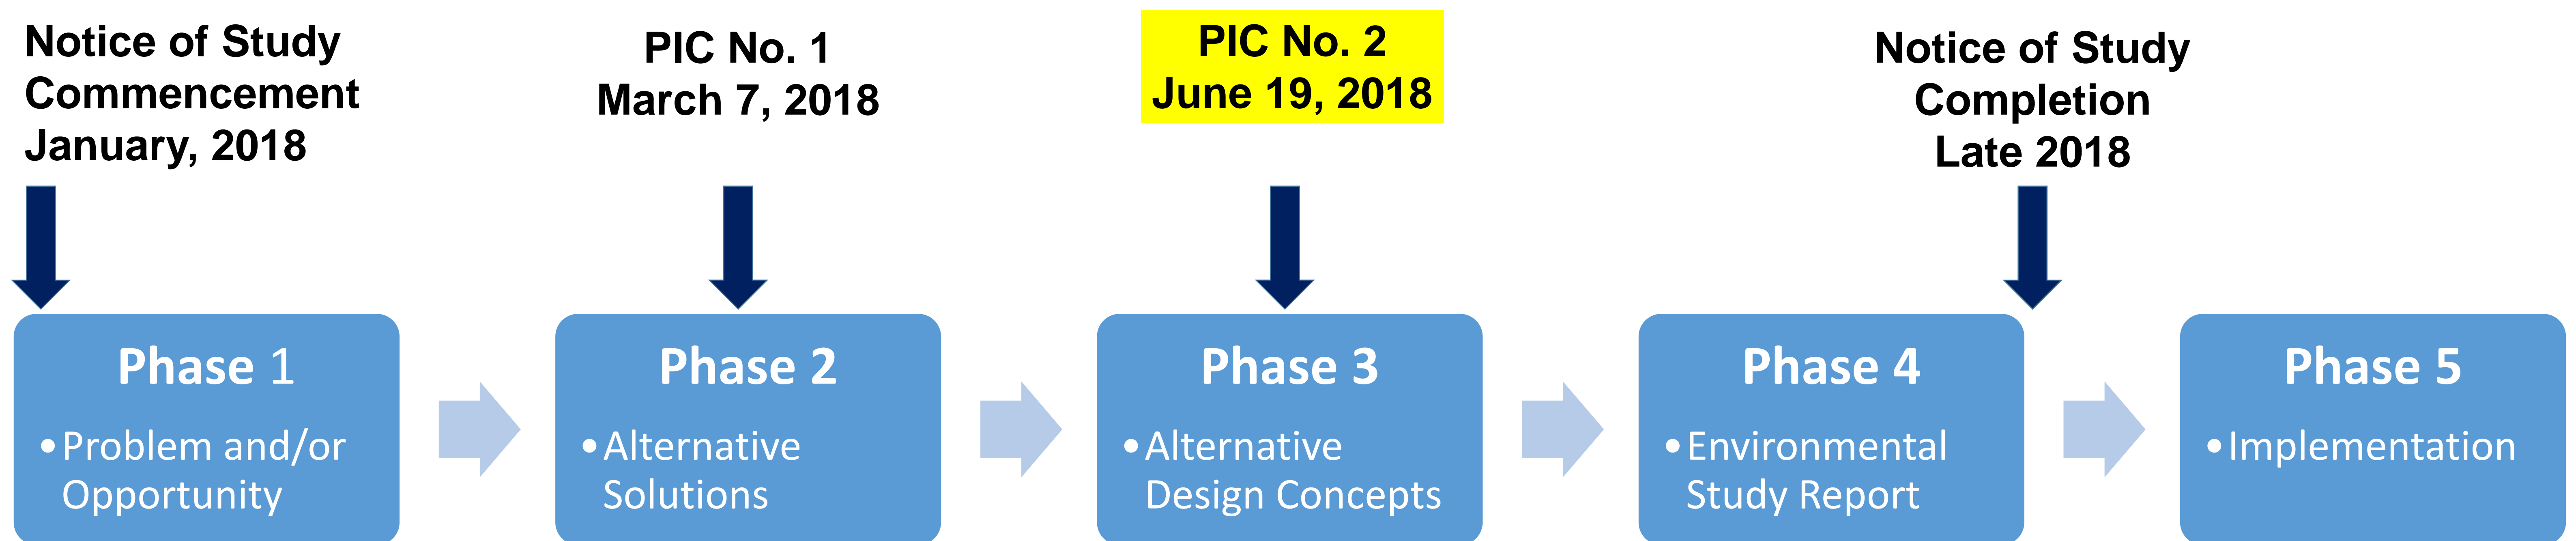 Notice of Study
Commencement
January, 2018
PIC No. 1
March 7, 2018
PIC No. 2
June 19, 2018
Notice of Study
Completion
Late 2018
Phase 1
•Problem and/or
Opportunity
Phase 2
•Alternative
Solutions
Phase 3
•Alternative
Design Concepts
Phase 4
•Environmental
Study Report
Phase 5
•Implementation